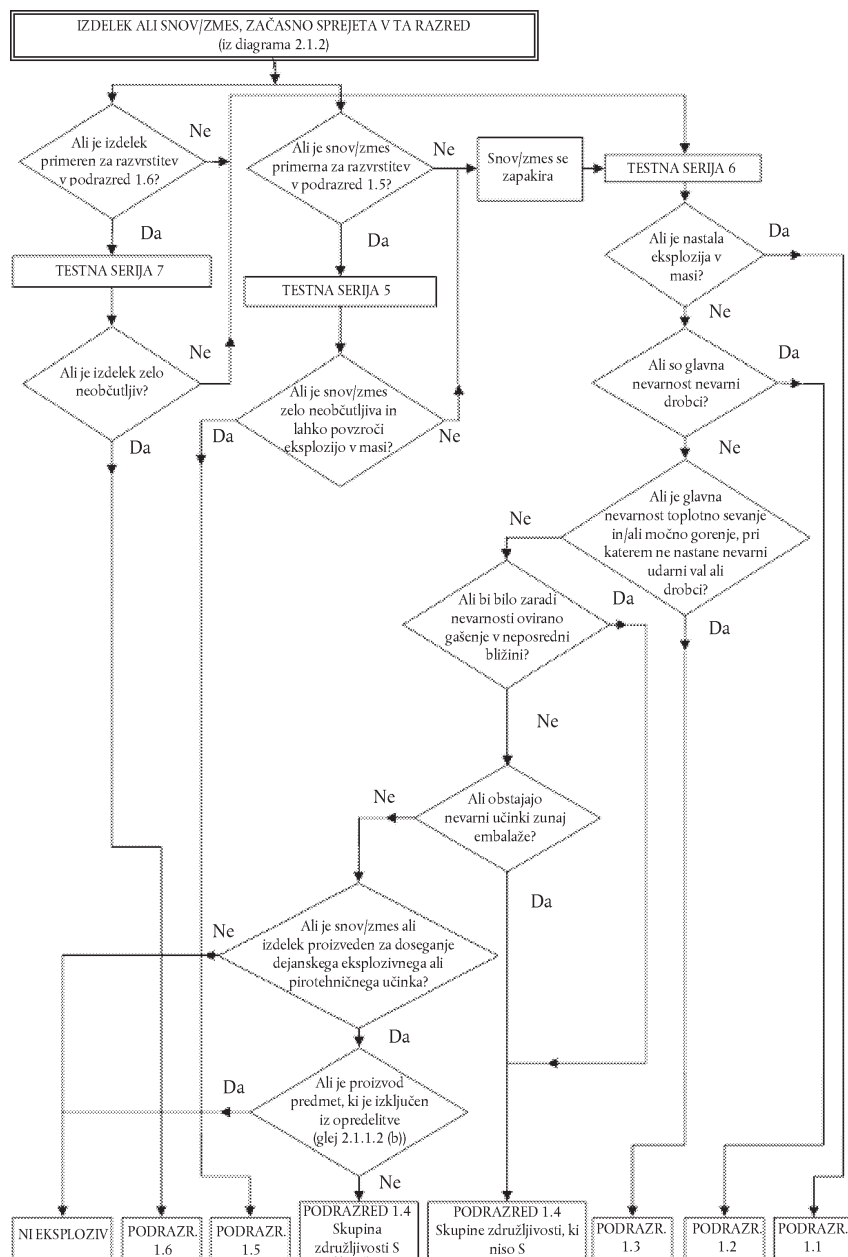 IZDELEK ALI SNOV/ZMES, ZAČASNO SPREJETA V TA RAZRED
(iz diagrama 2.1.2)
Ali je izdelek
primeren za razvrstitev
v podrazred 1.6?
Ne
Da
TESTNA SERIJA 7
Ali je izdelek zelo
neobčutljiv?
Ne
Da
Ali je snov/zmes
primerna za razvrstitev
v podrazred 1.5?
Ne
Da
TESTNA SERIJA 5
Ali je snov/zmes
zelo neobčutljiva in
lahko povzroči
eksplozijo v masi?
Da
Ne
Snov/zmes se
zapakira
TESTNA SERIJA 6
Ali je nastala
eksplozija v
masi?
Da
Ne
Ali so glavna
nevarnost nevarni
drobci?
Da
Ne
Ali je glavna
nevarnost toplotno sevanje
in/ali močno gorenje, pri
katerem ne nastane nevarni
udarni val ali
drobci?
Ne
Da
Ali bi bilo zaradi
nevarnosti ovirano
gašenje v neposredni
bližini?
Da
Ne
Ali obstajajo
nevarni učinki zunaj
embalaže?
Ne
Da
Ali je snov/zmes ali
izdelek proizveden za doseganje
dejanskega eksplozivnega ali
pirotehničnega učinka?
Ne
Da
Ali je proizvod
predmet, ki je izključen
iz opredelitve
(glej 2.1.1.2 (b))
Da
Ne
NI EKSPLOZIV
PODRAZR.
1.6
PODRAZR.
1.5
PODRAZRED 1.4
Skupina
združljivosti S
PODRAZRED 1.4
Skupine združljivosti, ki
niso S
PODRAZR.
1.3
PODRAZR.
1.2
PODRAZR.
1.1